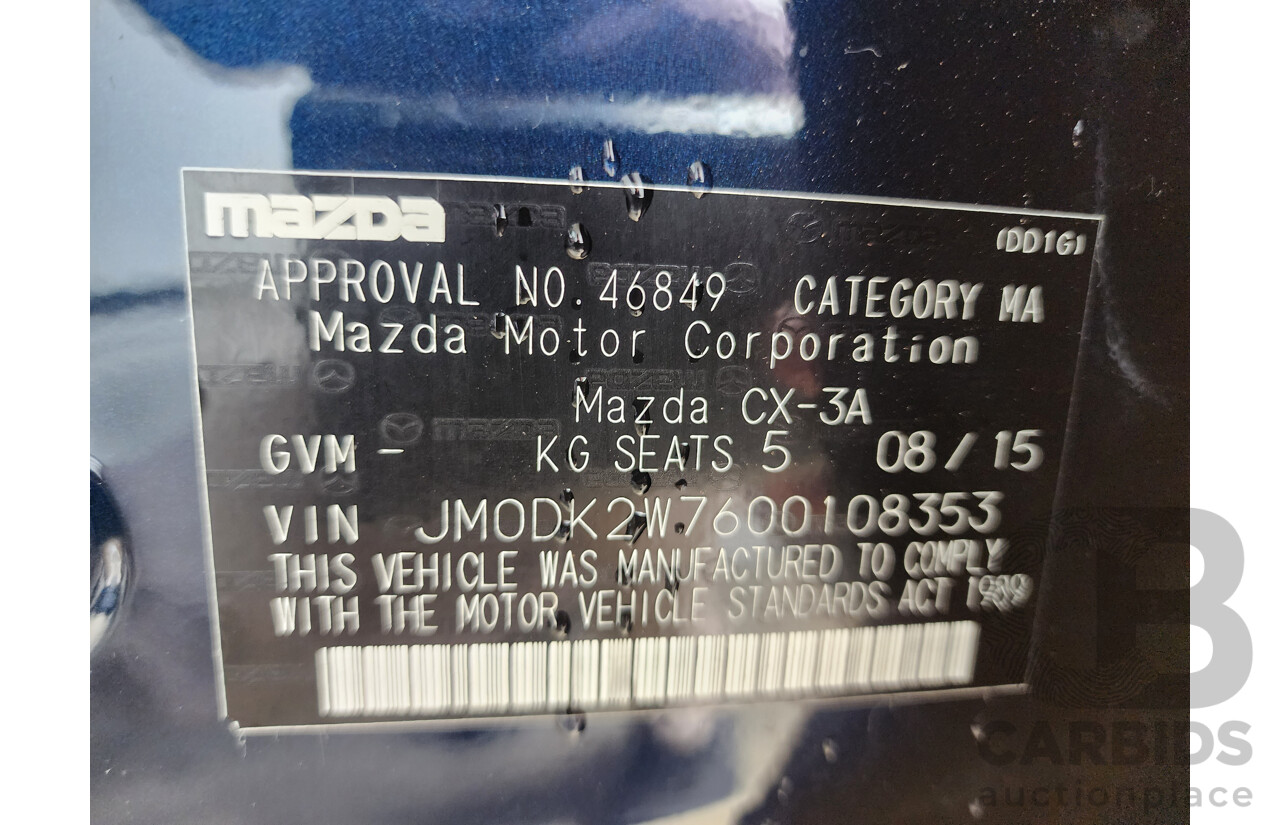 mazda
(DD1G)
APPROVAL NO. 46849 CATEGORY MA
Mazda Motor Corporation
Mazda CX-3A
GVM - KG SEATS 5 08/15
VIN JM0DK2W7600108353
THIS VEHICLE WAS MANUFACTURED TO COMPLY
WITH THE MOTOR VEHICLE STANDARDS ACT 1989
CB
CARBIDS
auctionplace